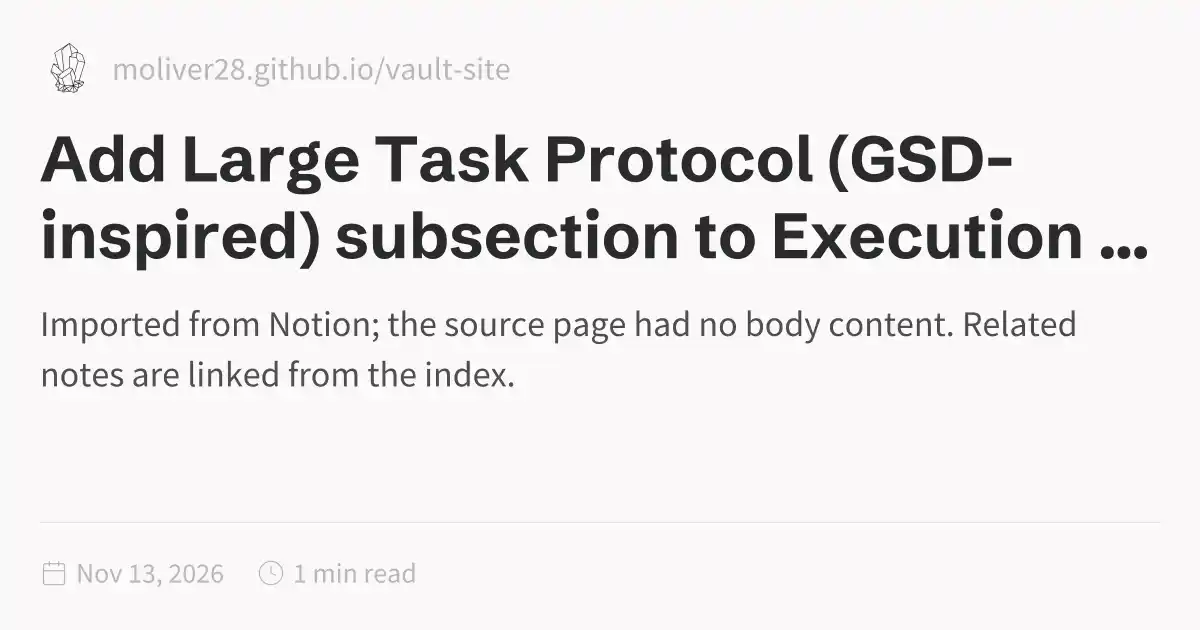 moliver28.github.io/vault-site
Add Large Task Protocol (GSD-
inspired) subsection to Execution ...
Imported from Notion; the source page had no body content. Related
notes are linked from the index.
Nov 13, 2026 1 min read